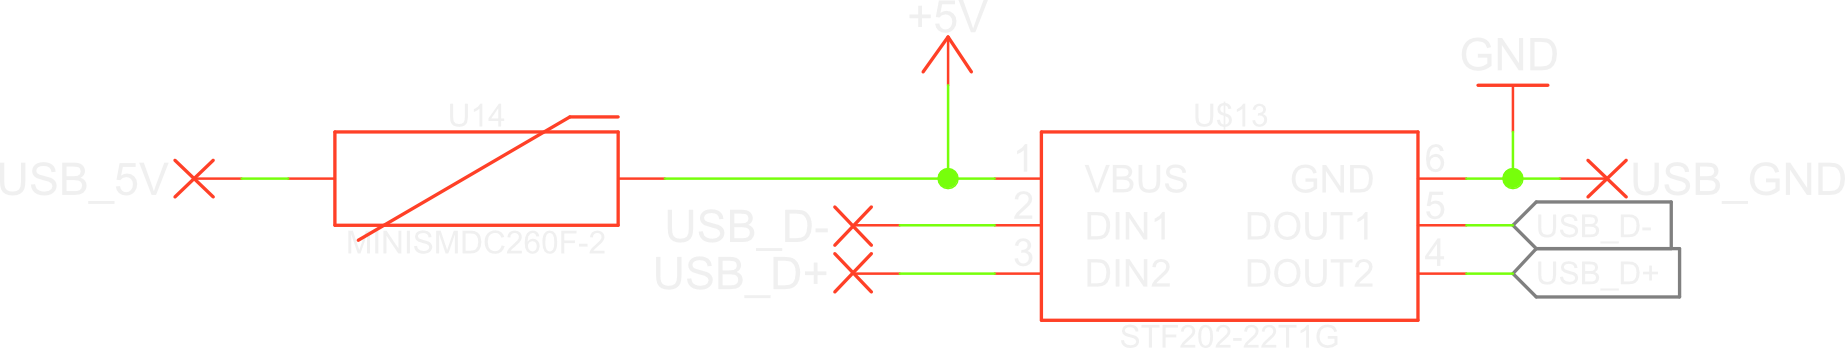 +5V
GND
U14
U$13
USB_5V
1
VBUS
GND
6
USB_GND
USB_D-
2
DIN1
DOUT1
5
USB_D-
MINISMDC260F-2
USB_D+
3
DIN2
DOUT2
4
USB_D+
STF202-22T1G